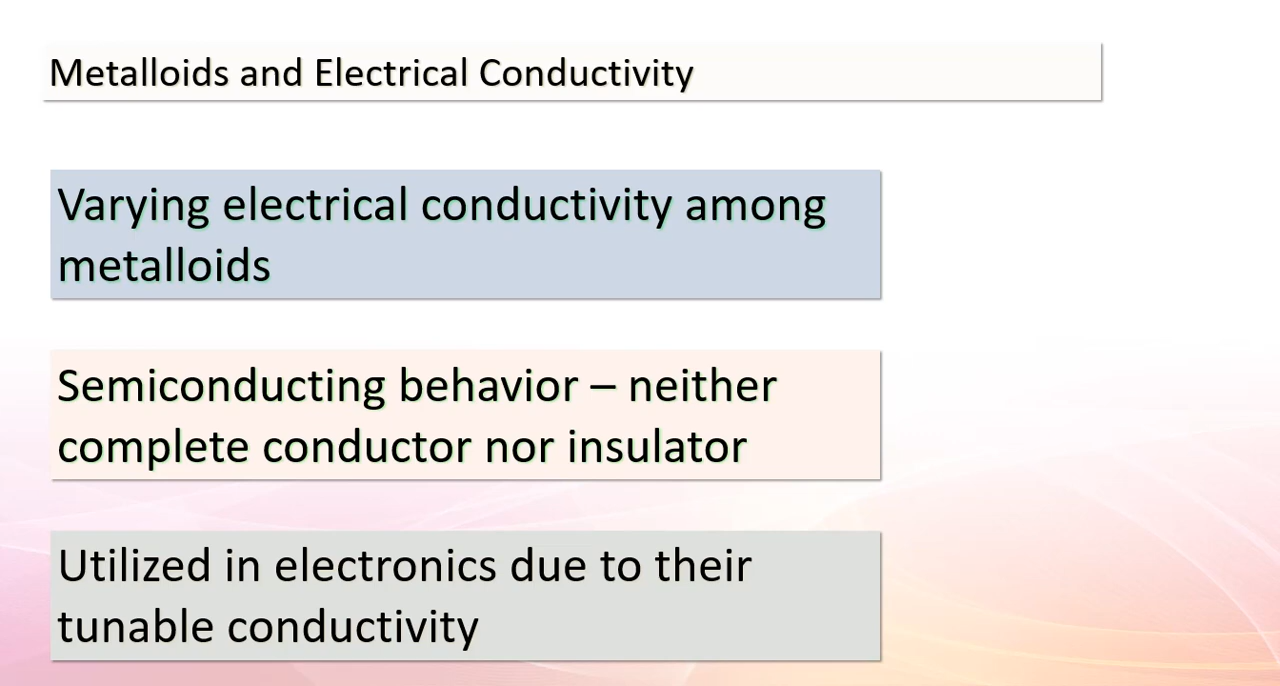 Metalloids and Electrical Conductivity
Varying electrical conductivity among
metalloids
Semiconducting behavior – neither
complete conductor nor insulator
Utilized in electronics due to their
tunable conductivity